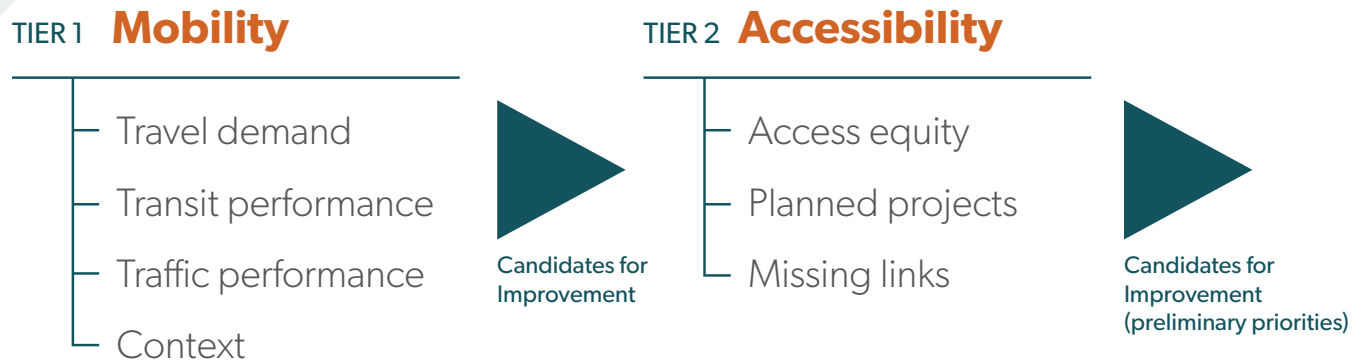 TIER 1 Mobility
Travel demand
Transit performance
Traffic performance
Context
Candidates for
Improvement
TIER 2 Accessibility
Access equity
Planned projects
Missing links
Candidates for
Improvement
(preliminary priorities)